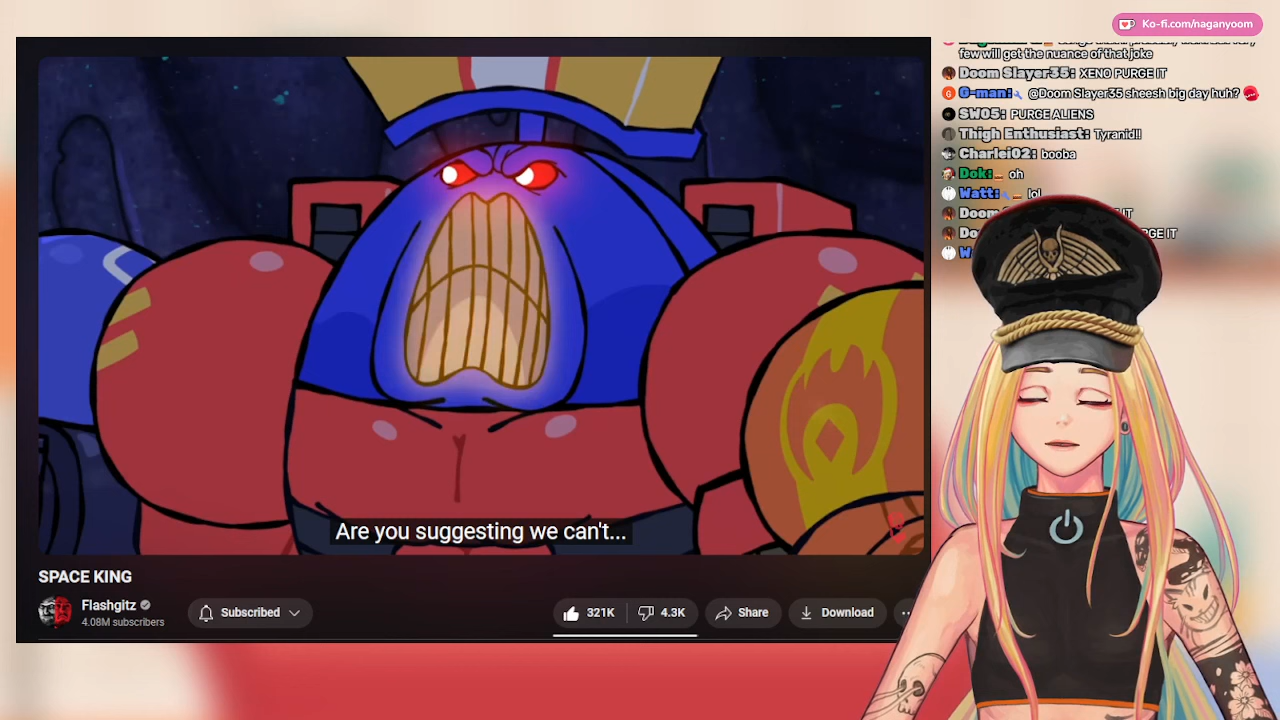 Ko-fi.com/naganyoom
few will get the nuance of that joke
Doom Slayer35: XENO PURGE IT
G-man: @Doom Slayer35 sheesh big day huh?
SW05: PURGE ALIENS
Thigh Enthusiast: Tyranid!!
Charlei02: booba
Dok: oh
Watt: lol
Doom
Are you suggesting we can't...
SPACE KING
Flashgitz
4.08M subscribers
Subscribed
321K
4.3K
Share
Download